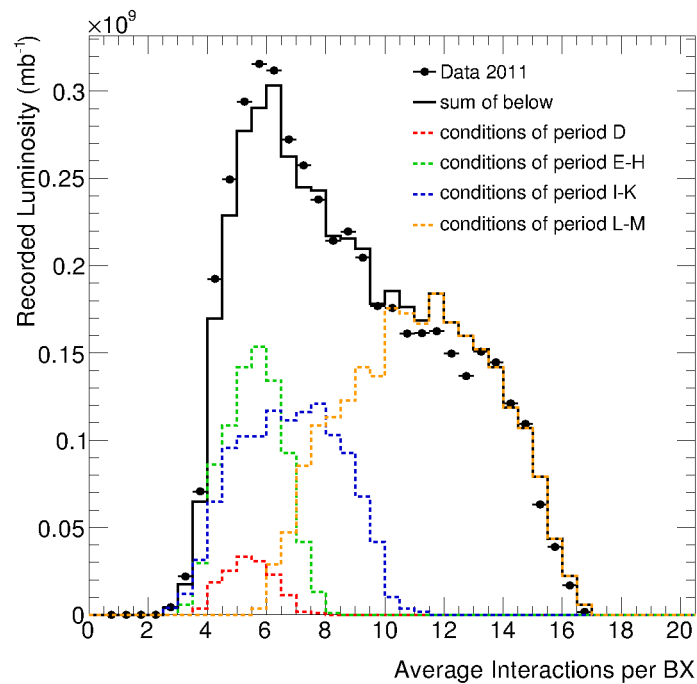 ×10⁹
Recorded Luminosity (mb⁻¹)
0.3
0.25
0.2
0.15
0.1
0.05
0
Data 2011
sum of below
conditions of period D
conditions of period E-H
conditions of period I-K
conditions of period L-M
0 2 4 6 8 10 12 14 16 18 20
Average Interactions per BX